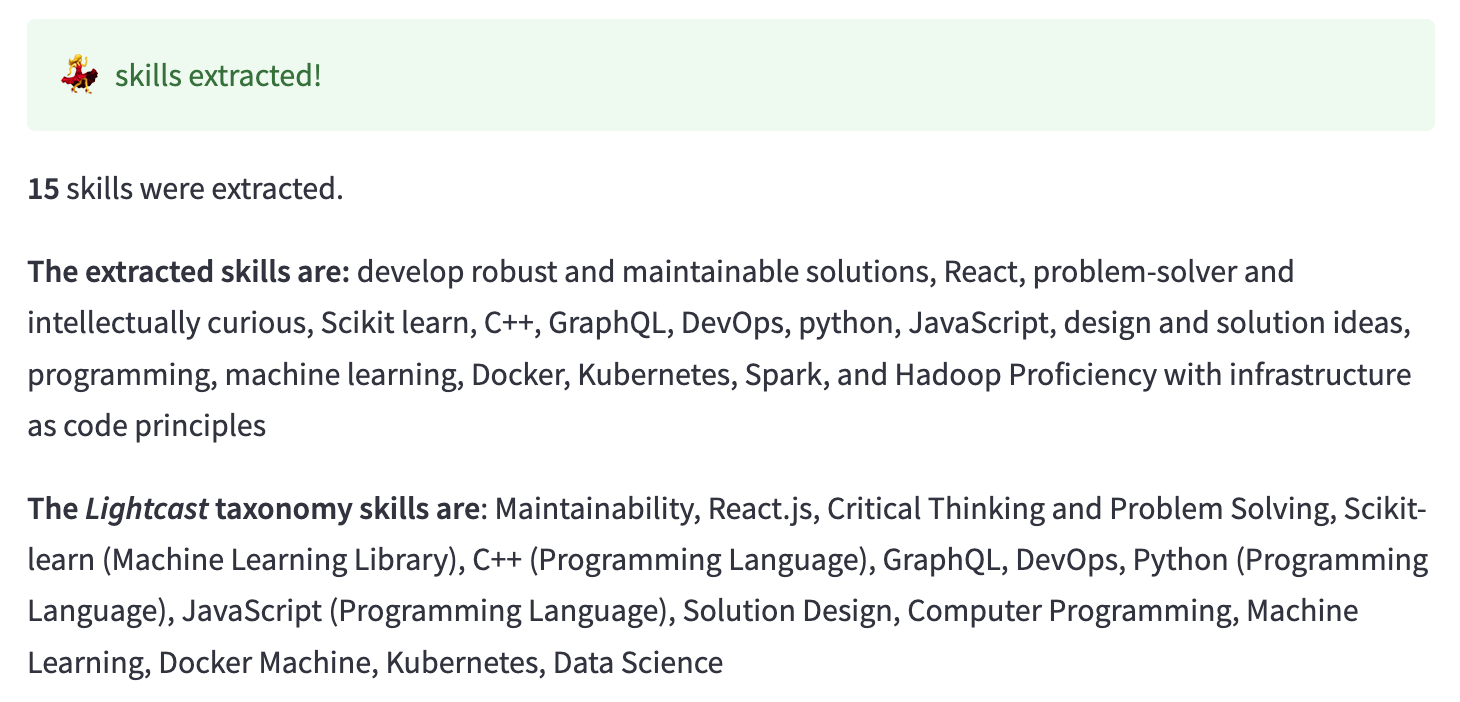 💃 skills extracted!
15 skills were extracted.
The extracted skills are: develop robust and maintainable solutions, React, problem-solver and
intellectually curious, Scikit learn, C++, GraphQL, DevOps, python, JavaScript, design and solution ideas,
programming, machine learning, Docker, Kubernetes, Spark, and Hadoop Proficiency with infrastructure
as code principles
The Lightcast taxonomy skills are: Maintainability, React.js, Critical Thinking and Problem Solving, Scikit-
learn (Machine Learning Library), C++ (Programming Language), GraphQL, DevOps, Python (Programming
Language), JavaScript (Programming Language), Solution Design, Computer Programming, Machine
Learning, Docker Machine, Kubernetes, Data Science